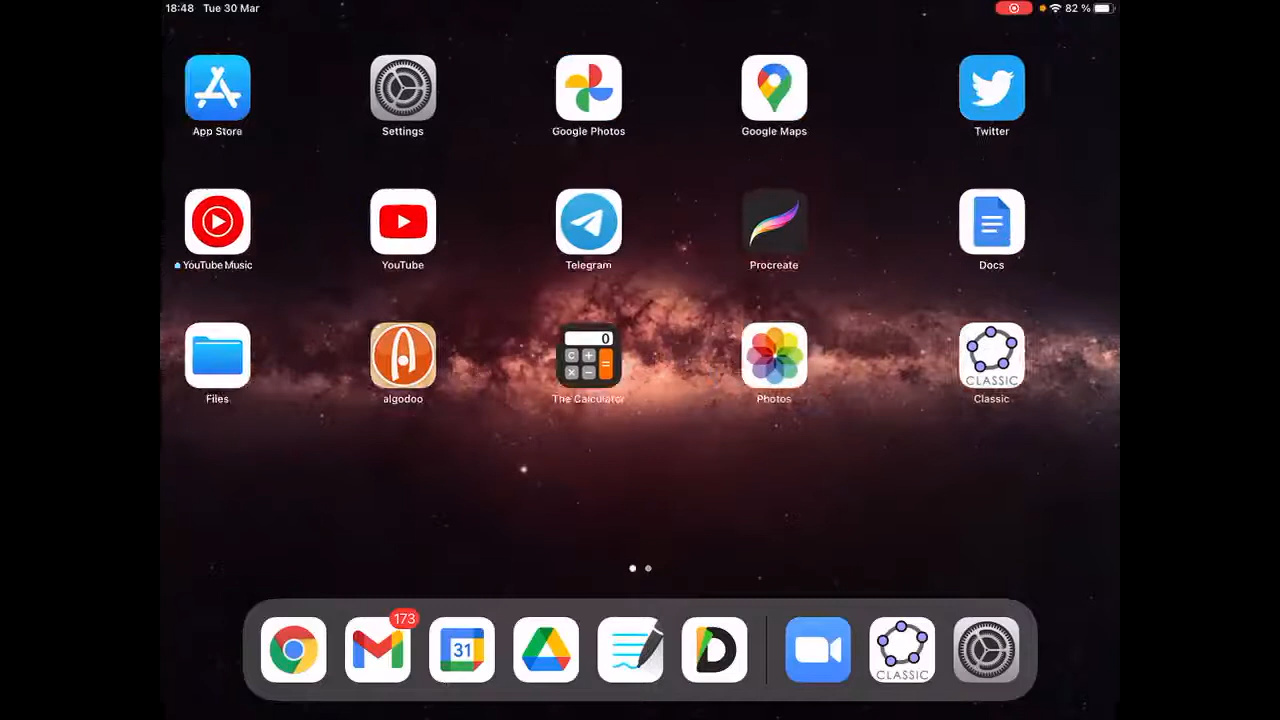 18:48 Tue 30 Mar
82 %
App Store
Settings
Google Photos
Google Maps
Twitter
YouTube Music
YouTube
Telegram
Procreate
Docs
0
C +
× − =
CLASSIC
Files
algodoo
The Calculator
Photos
Classic
173
31
D
CLASSIC